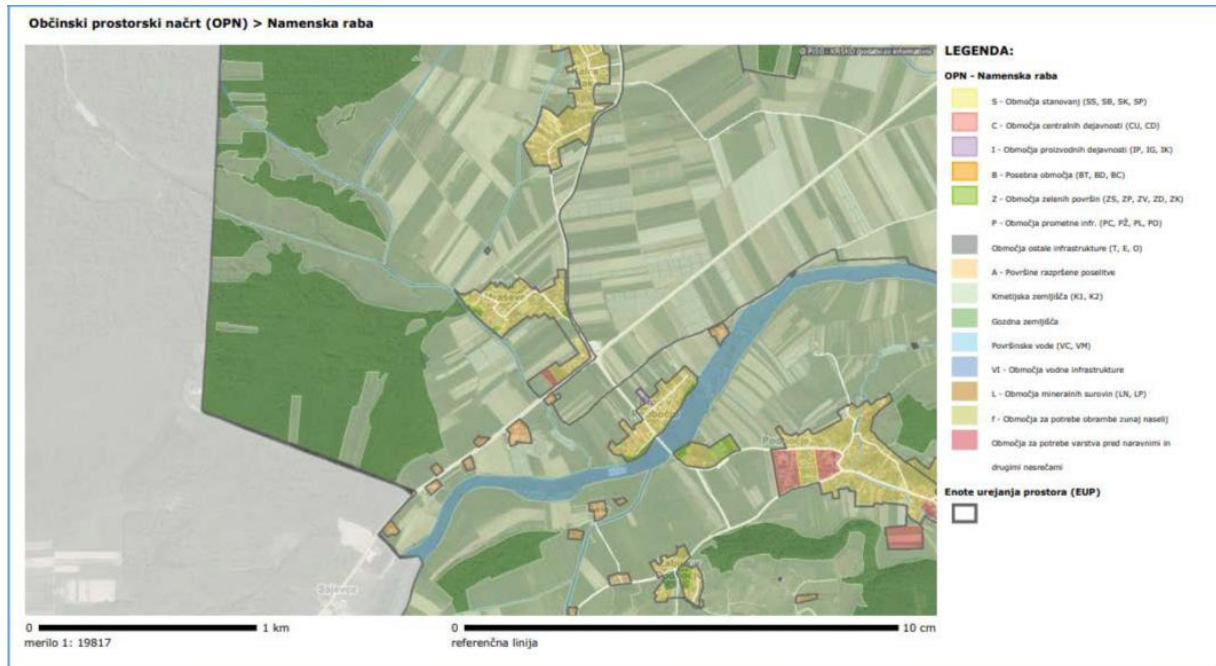 Občinski prostorski načrt (OPN) > Namenska raba
© PISO - KRŠKO (podatki so informativni)
LEGENDA:
OPN - Namenska raba
S - Območja stanovanj (SS, SB, SK, SP)
C - Območja centralnih dejavnosti (CU, CD)
I - Območja proizvodnih dejavnosti (IP, IG, IK)
B - Posebna območja (BT, BD, BC)
Z - Območja zelenih površin (ZS, ZP, ZV, ZD, ZK)
P - Območja prometne infr. (PC, PŽ, PL, PO)
Območja ostale infrastrukture (T, E, O)
A - Površine razpršene poselitve
Kmetijska zemljišča (K1, K2)
Gozdna zemljišča
Površinske vode (VC, VM)
VI - Območja vodne infrastrukture
L - Območja mineralnih surovin (LN, LP)
f - Območja za potrebe obrambe zunaj naselij
Območja za potrebe varstva pred naravnimi in
drugimi nesrečami
Enote urejanja prostora (EUP)
0
1 km
0
10 cm
merilo 1: 19817
referenčna linija